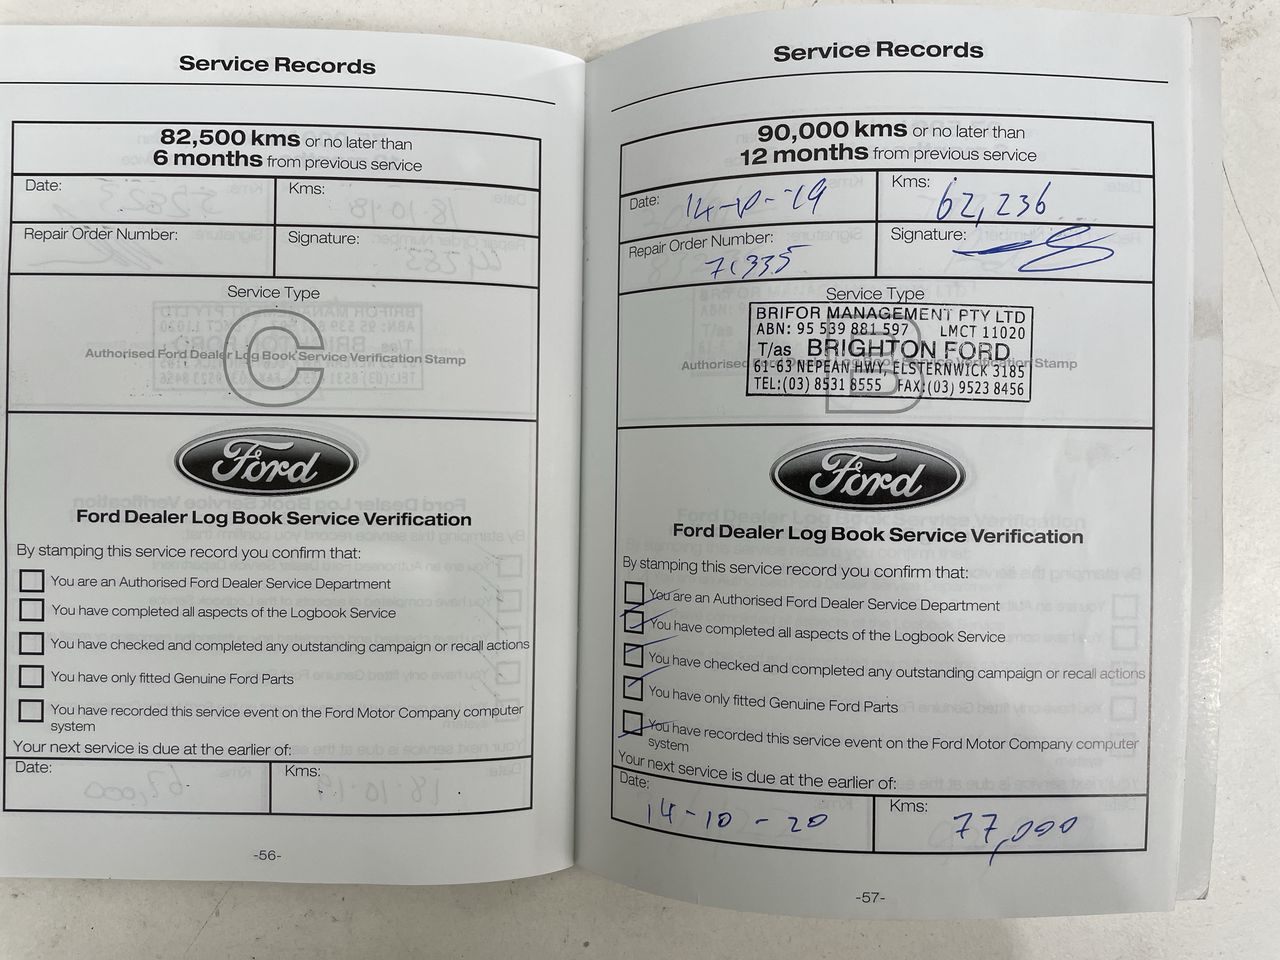 Service Records
82,500 kms or no later than
6 months from previous service
Date:
Kms:
Repair Order Number:
Signature:
Service Type
C
Authorised Ford Dealer Log Book Service Verification Stamp
Ford
Ford Dealer Log Book Service Verification
By stamping this service record you confirm that:
You are an Authorised Ford Dealer Service Department
You have completed all aspects of the Logbook Service
You have checked and completed any outstanding campaign or recall actions
You have only fitted Genuine Ford Parts
You have recorded this service event on the Ford Motor Company computer
system
Your next service is due at the earlier of:
Date:
Kms:
-56-
Service Records
90,000 kms or no later than
12 months from previous service
Date: 14-10-19
Kms: 62,236
Repair Order Number:
71335
Signature:
Service Type
B
BRIFOR MANAGEMENT PTY LTD
ABN: 95 539 881 597 LMCT 11020
T/as BRIGHTON FORD
Authorised Ford Dealer Log Book Service Verification Stamp
61-63 NEPEAN HWY, ELSTERNWICK 3185
TEL:(03) 8531 8555 FAX:(03) 9523 8456
Ford
Ford Dealer Log Book Service Verification
By stamping this service record you confirm that:
You are an Authorised Ford Dealer Service Department
You have completed all aspects of the Logbook Service
You have checked and completed any outstanding campaign or recall actions
You have only fitted Genuine Ford Parts
You have recorded this service event on the Ford Motor Company computer
system
Your next service is due at the earlier of:
Date:
14-10-20
Kms:
77,000
-57-